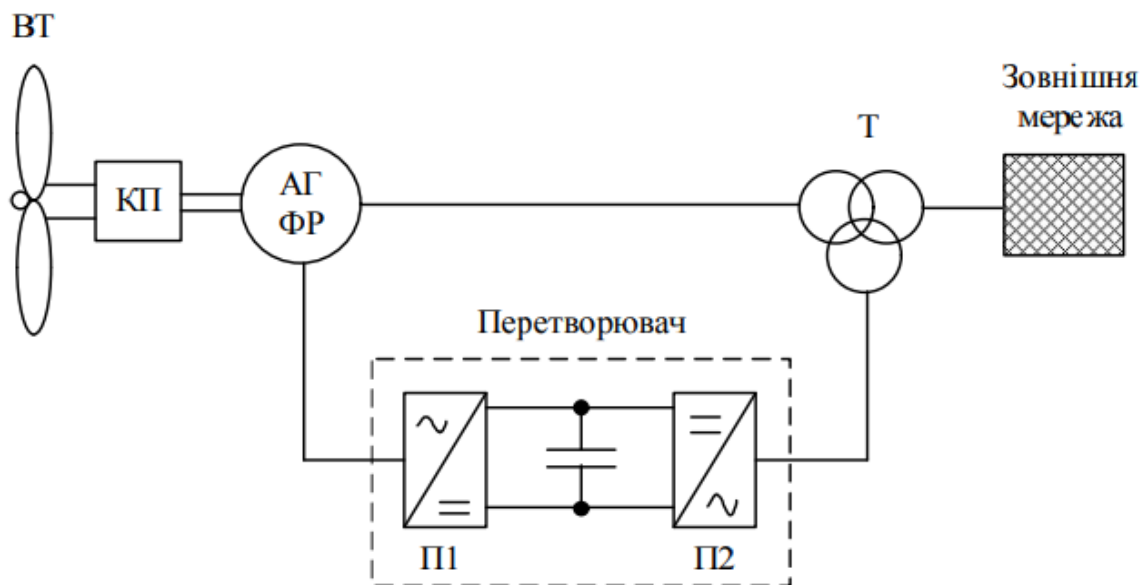 ВТ
КП
АГ
ФР
Т
Зовнішня
мережа
Перетворювач
П1
П2